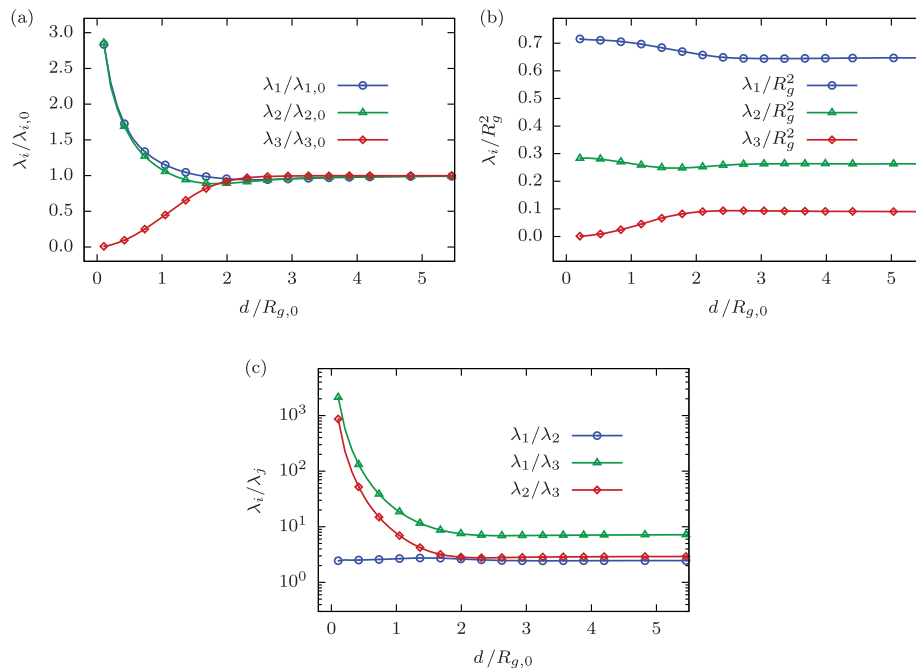 (a)
3.0
2.5
2.0
1.5
1.0
0.5
0.0
λi/λi,0
λ1/λ1,0
λ2/λ2,0
λ3/λ3,0
0 1 2 3 4 5
d/Rg,0
(b)
0.7
0.6
0.5
0.4
0.3
0.2
0.1
0.0
λi/R²g
λ1/R²g
λ2/R²g
λ3/R²g
0 1 2 3 4 5
d/Rg,0
(c)
10³
10²
10¹
10⁰
λi/λj
λ1/λ2
λ1/λ3
λ2/λ3
0 1 2 3 4 5
d/Rg,0